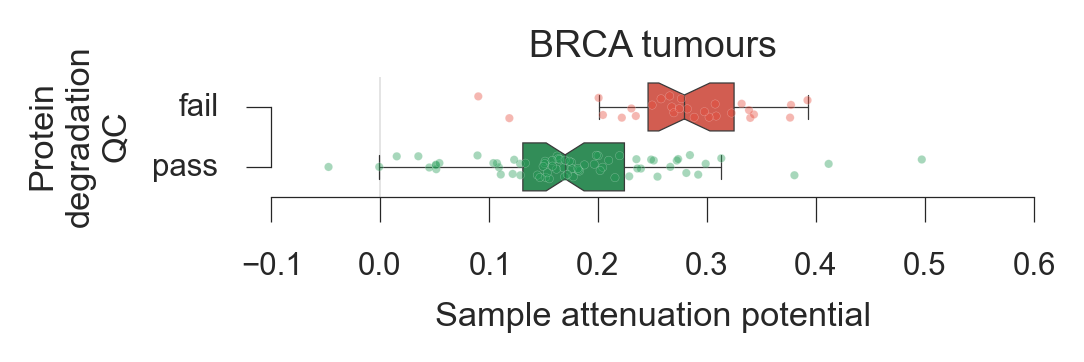 BRCA tumours
Protein
degradation
QC
fail
pass
−0.1 0.0 0.1 0.2 0.3 0.4 0.5 0.6
Sample attenuation potential